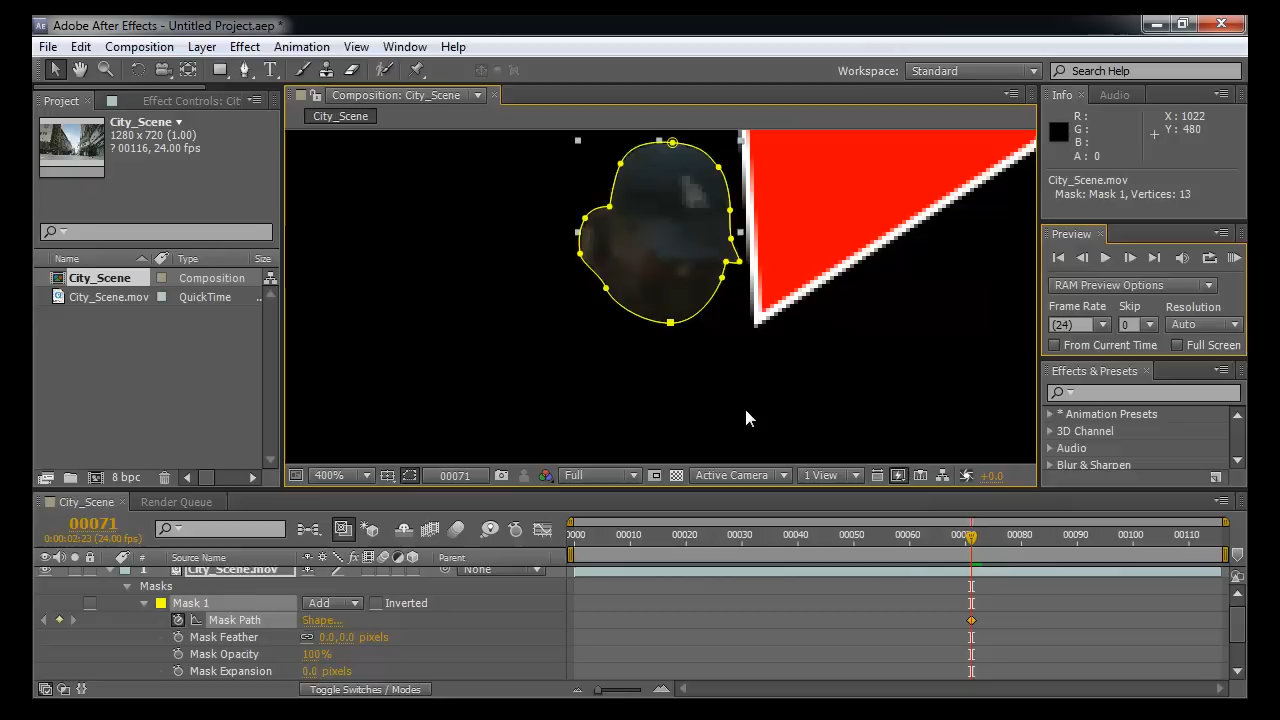 Adobe After Effects - Untitled Project.aep *
File Edit Composition Layer Effect Animation View Window Help
Workspace: Standard Search Help
Project Effect Controls: Cit
City_Scene
1280 x 720 (1.00)
? 00116, 24.00 fps
Name Type Size
City_Scene Composition
City_Scene.mov QuickTime ..
8 bpc
Composition: City_Scene
City_Scene
400% 00071 Full Active Camera 1 View +0.0
Info Audio
R : X : 1022
G : Y : 480
B :
A : 0
City_Scene.mov
Mask: Mask 1, Vertices: 13
Preview
RAM Preview Options
Frame Rate Skip Resolution
(24) 0 Auto
From Current Time Full Screen
Effects & Presets
* Animation Presets
3D Channel
Audio
Blur & Sharpen
City_Scene Render Queue
00071
0:00:02:23 (24.00 fps)
# Source Name Parent
0000 00010 00020 00030 00040 00050 00060 000 00080 00090 00100 00110
1 City_Scene.mov None
Masks
Mask 1 Add Inverted
Mask Path Shape...
Mask Feather 0.0,0.0 pixels
Mask Opacity 100%
Mask Expansion 0.0 pixels
Toggle Switches / Modes